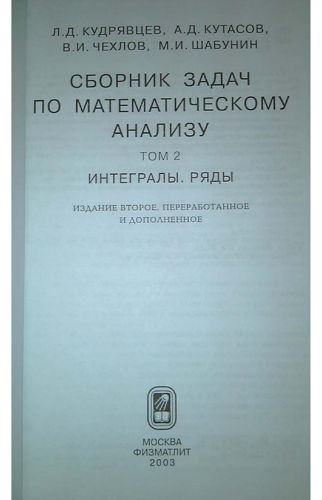 Л.Д. КУДРЯВЦЕВ, А.Д. КУТАСОВ,
В.И. ЧЕХЛОВ, М.И. ШАБУНИН
СБОРНИК ЗАДАЧ
ПО МАТЕМАТИЧЕСКОМУ
АНАЛИЗУ
ТОМ 2
ИНТЕГРАЛЫ. РЯДЫ
ИЗДАНИЕ ВТОРОЕ, ПЕРЕРАБОТАННОЕ
И ДОПОЛНЕННОЕ
МОСКВА
ФИЗМАТЛИТ
2003